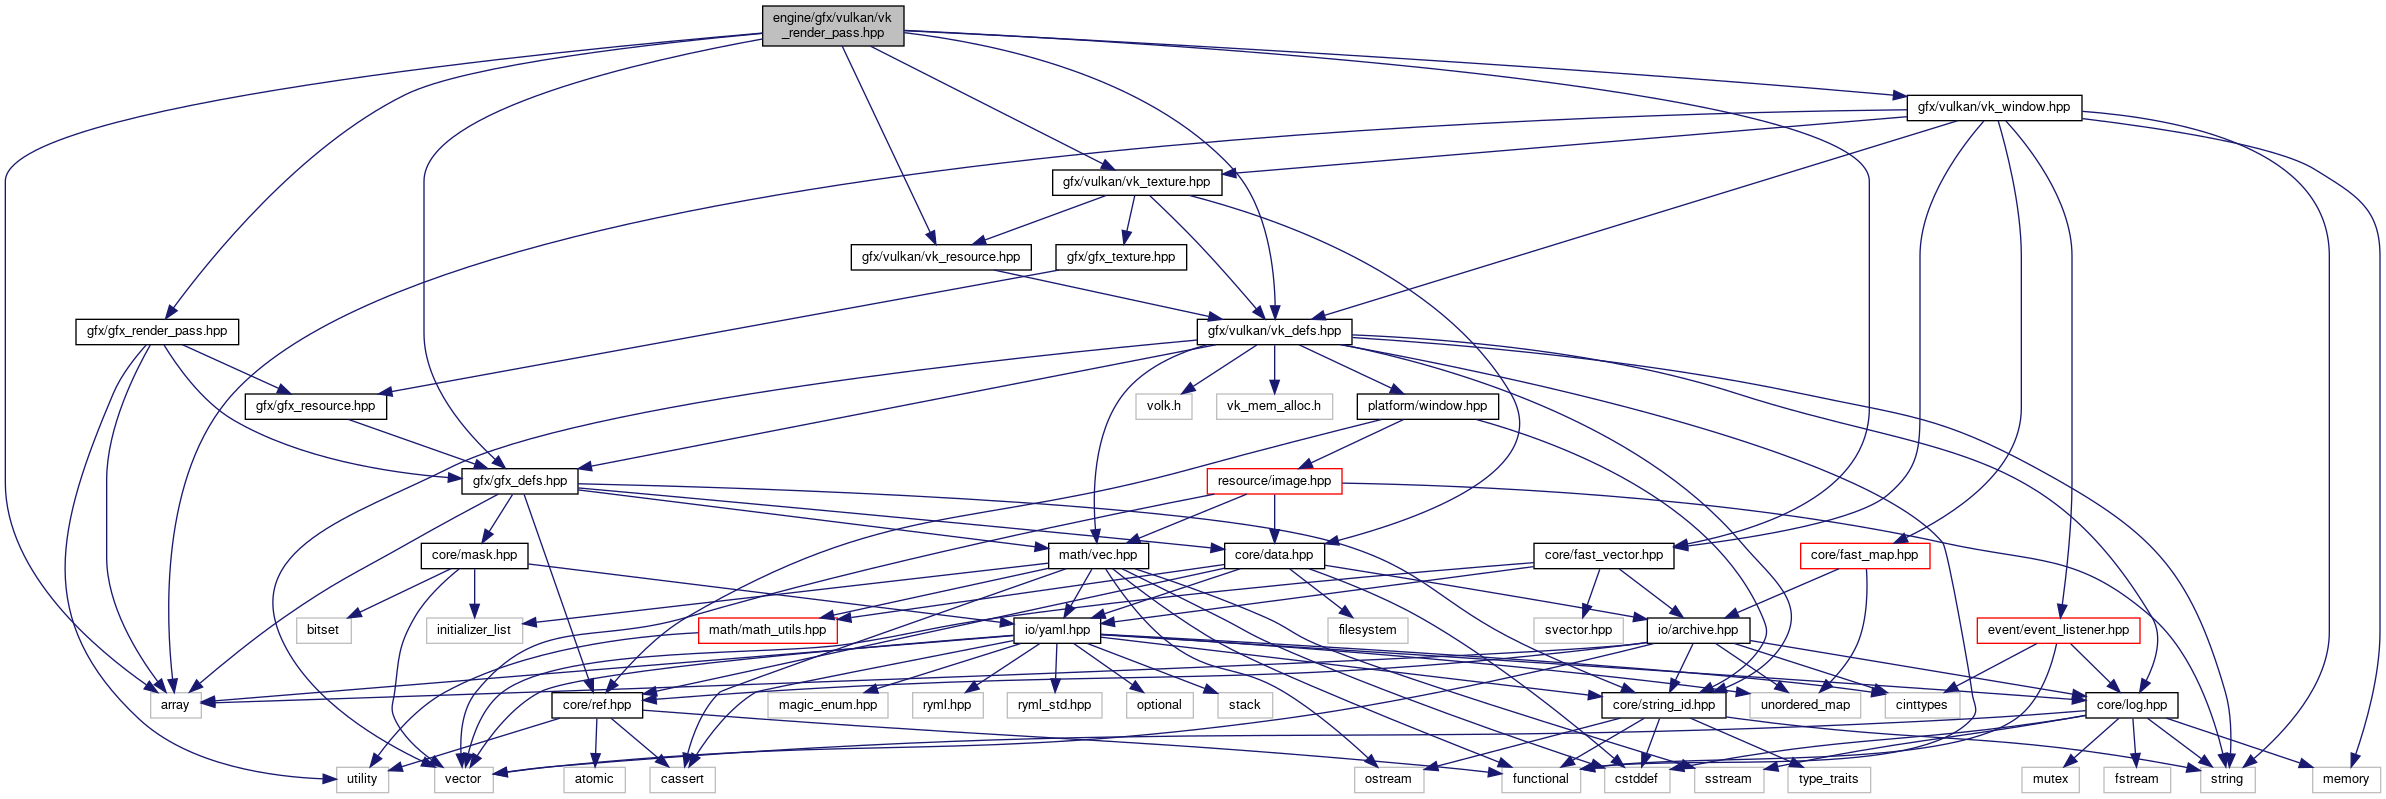 engine/gfx/vulkan/vk
_render_pass.hpp
gfx/vulkan/vk_window.hpp
gfx/vulkan/vk_texture.hpp
gfx/vulkan/vk_resource.hpp
gfx/gfx_texture.hpp
gfx/gfx_render_pass.hpp
gfx/vulkan/vk_defs.hpp
gfx/gfx_resource.hpp
volk.h
vk_mem_alloc.h
platform/window.hpp
gfx/gfx_defs.hpp
resource/image.hpp
core/mask.hpp
math/vec.hpp
core/data.hpp
core/fast_vector.hpp
core/fast_map.hpp
bitset
initializer_list
math/math_utils.hpp
io/yaml.hpp
filesystem
svector.hpp
io/archive.hpp
event/event_listener.hpp
array
core/ref.hpp
magic_enum.hpp
ryml.hpp
ryml_std.hpp
optional
stack
core/string_id.hpp
unordered_map
cinttypes
core/log.hpp
utility
vector
atomic
cassert
ostream
functional
cstddef
sstream
type_traits
mutex
fstream
string
memory